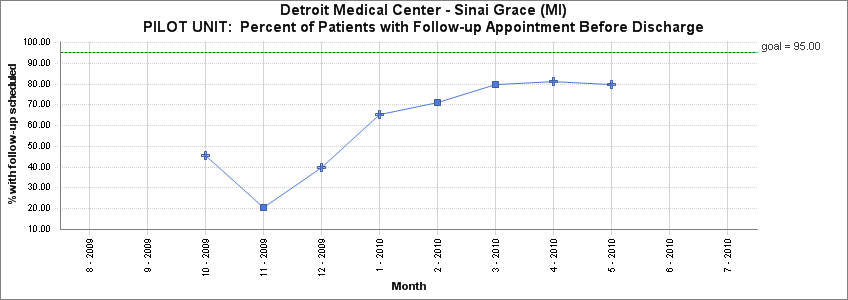 Detroit Medical Center - Sinai Grace (MI)
PILOT UNIT:  Percent of Patients with Follow-up Appointment Before Discharge
goal = 95.00
% with follow-up scheduled
100.00
90.00
80.00
70.00
60.00
50.00
40.00
30.00
20.00
10.00
8 - 2009
9 - 2009
10 - 2009
11 - 2009
12 - 2009
1 - 2010
2 - 2010
3 - 2010
4 - 2010
5 - 2010
6 - 2010
7 - 2010
Month